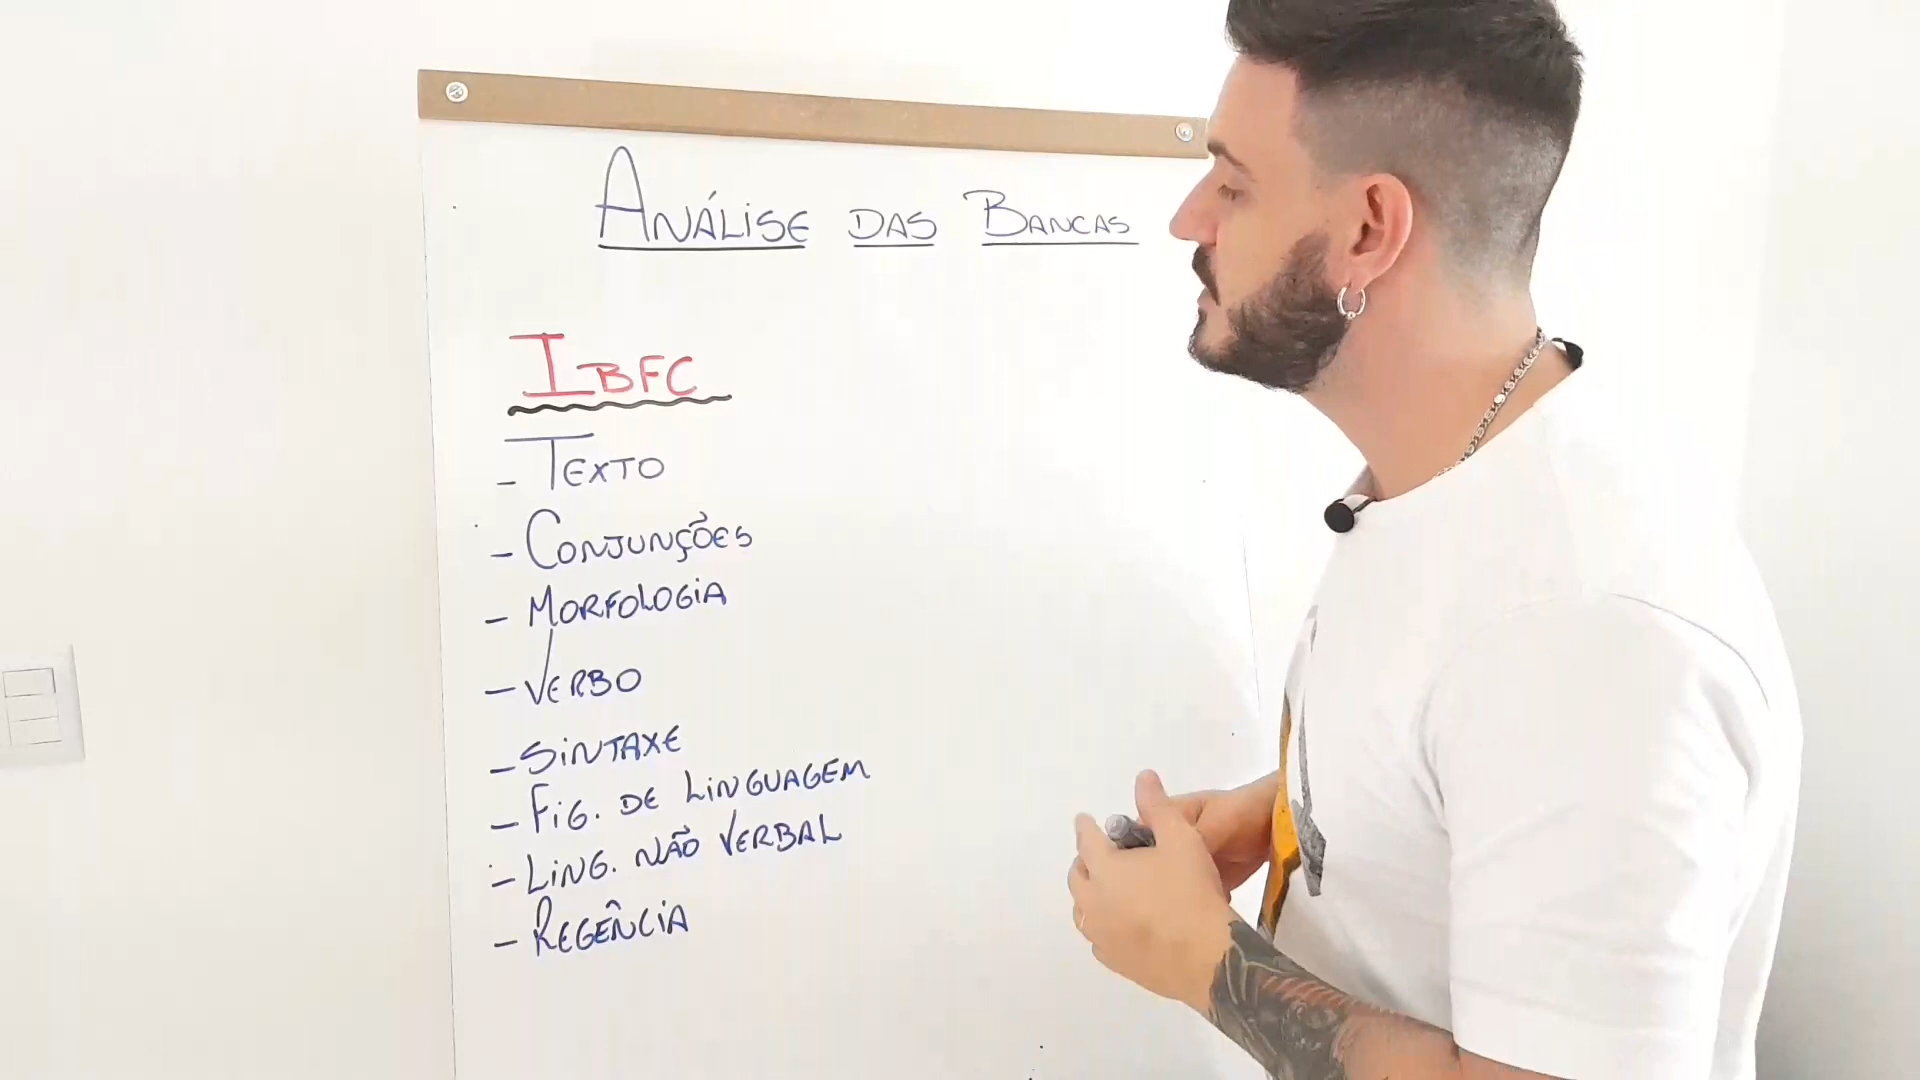 ANÁLISE DAS BANCAS
IBFC
- TEXTO
- CONJUNÇÕES
- MORFOLOGIA
- VERBO
- SINTAXE
- FIG. DE LINGUAGEM
- LING. NÃO VERBAL
- REGÊNCIA